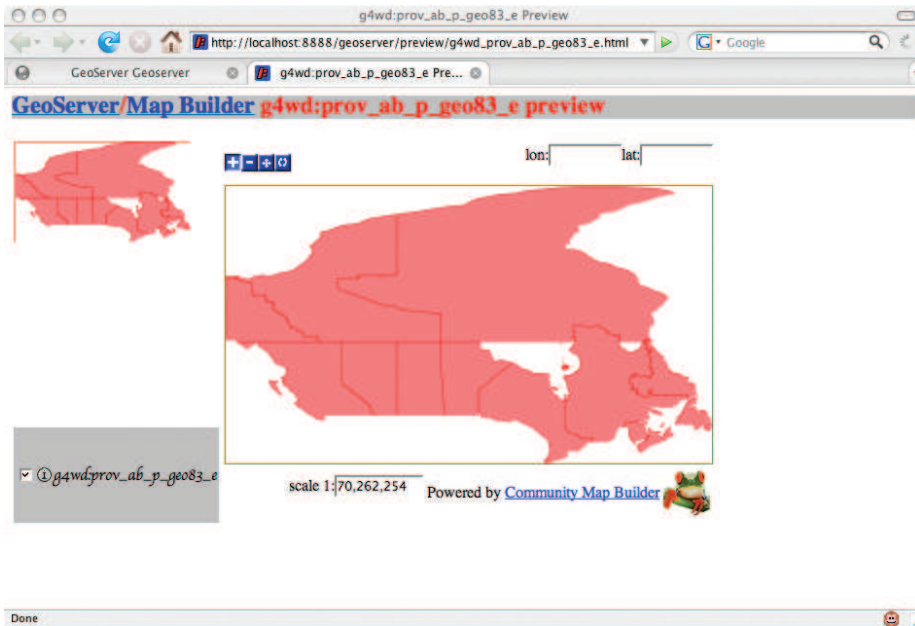 g4wd:prov_ab_p_geo83_e Preview
http://localhost:8888/geoserver/preview/g4wd_prov_ab_p_geo83_e.html
G Google
GeoServer Geoserver
g4wd:prov_ab_p_geo83_e Pre...
GeoServer/Map Builder g4wd:prov_ab_p_geo83_e preview
lon: lat:
g4wd:prov_ab_p_geo83_e
scale 1: 70,262,254
Powered by Community Map Builder
Done